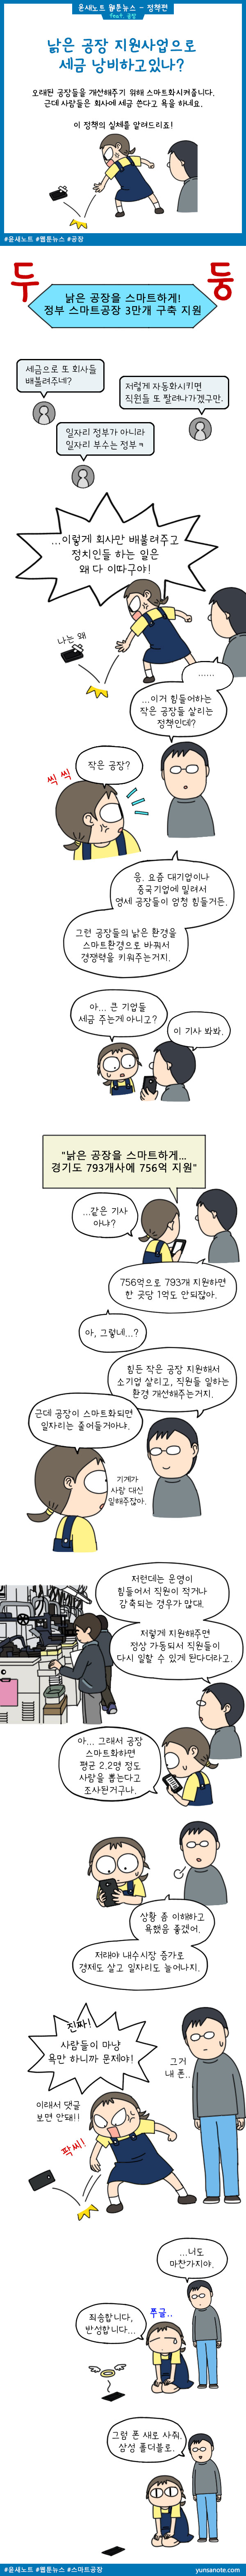 윤세노트 웹툰뉴스 - 정책편
feat. 공장
낡은 공장 지원사업으로
세금 낭비하고있나?
오래된 공장들을 개선해주기 위해 스마트화시켜줍니다.
근데 사람들은 회사에 세금 쓴다고 욕을 하네요.
이 정책의 실체를 알려드리죠!
#윤세노트 #웹툰뉴스 #공장
두
둥
낡은 공장을 스마트하게!
정부 스마트공장 3만개 구축 지원
세금으로 또 회사들
배불려주네?
저렇게 자동화시키면
직원들 또 짤려나가겠구만.
일자리 정부가 아니라
일자리 부수는 정부ㅋ
...이렇게 회사만 배불려주고
정치인들 하는 일은
왜 다 이따구야!
나는 왜
......
...이거 힘들어하는
작은 공장들 살리는
정책인데?
작은 공장?
씩 씩
응. 요즘 대기업이나
중국기업에 밀려서
영세 공장들이 엄청 힘들거든.
그런 공장들의 낡은 환경을
스마트환경으로 바꿔서
경쟁력을 키워주는거지.
아... 큰 기업들
세금 주는게 아니고?
이 기사 봐봐.
"낡은 공장을 스마트하게...
경기도 793개사에 756억 지원"
...같은 기사
아냐?
756억으로 793개 지원하면
한 곳당 1억도 안되잖아.
아, 그렇네...?
힘든 작은 공장 지원해서
소기업 살리고, 직원들 일하는
환경 개선해주는거지.
근데 공장이 스마트화되면
일자리는 줄어들거아냐.
기계가
사람 대신
일해주잖아.
저런데는 운영이
힘들어서 직원이 적거나
감축되는 경우가 많대.
저렇게 지원해주면
정상 가동되서 직원들이
다시 일할 수 있게 된다더라고.
아... 그래서 공장
스마트화하면
평균 2.2명 정도
사람을 뽑는다고
조사된거구나.
상황 좀 이해하고
욕했음 좋겠어.
저래야 내수시장 증가로
경제도 살고 일자리도 늘어나지.
진짜!
사람들이 마냥
욕만 하니까 문제야!
그거
내 폰..
이래서 댓글
보면 안돼!!
팍씨!
...너도
마찬가지야.
쭈글..
죄송합니다,
반성합니다...
그럼 폰 새로 사줘.
삼성 폴더블로.
#윤세노트 #웹툰뉴스 #스마트공장
yunsanote.com